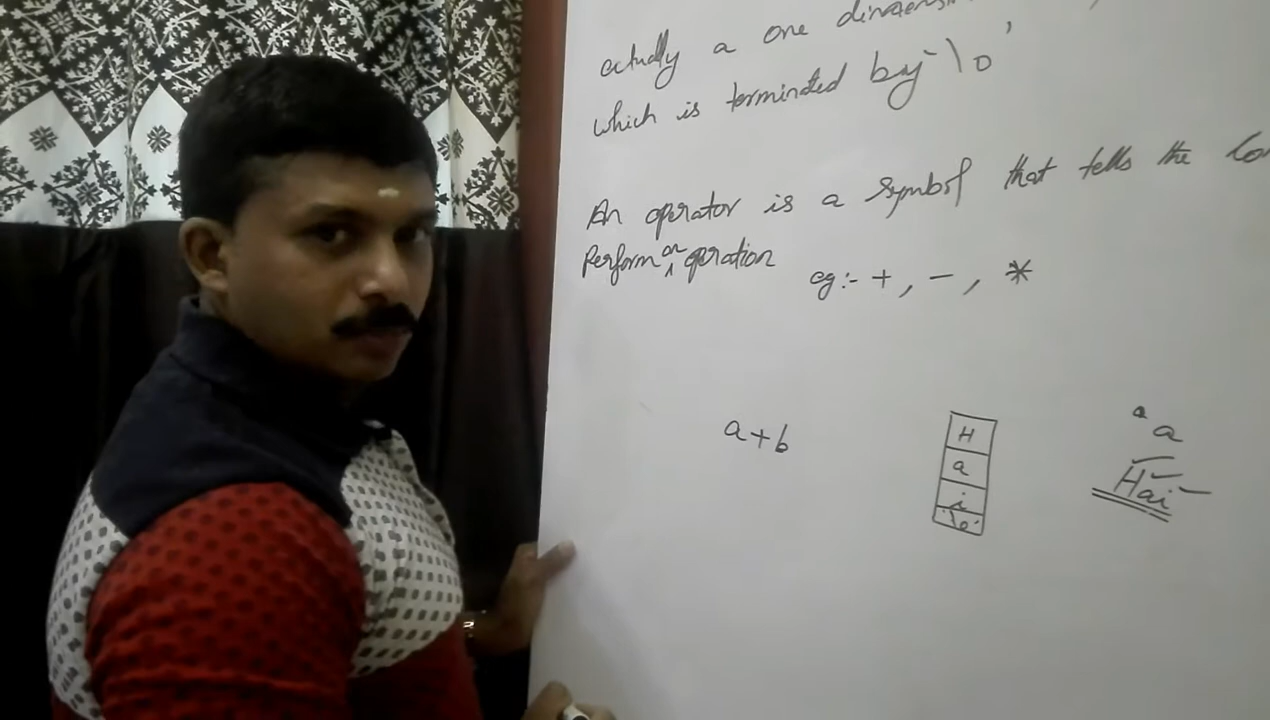 actually a one
which is terminated by '\0'
An operator is a symbol that tells the
Perform an operation eg:- +, -, *
a+b
H
a
i
'\0'
a
a
Hai